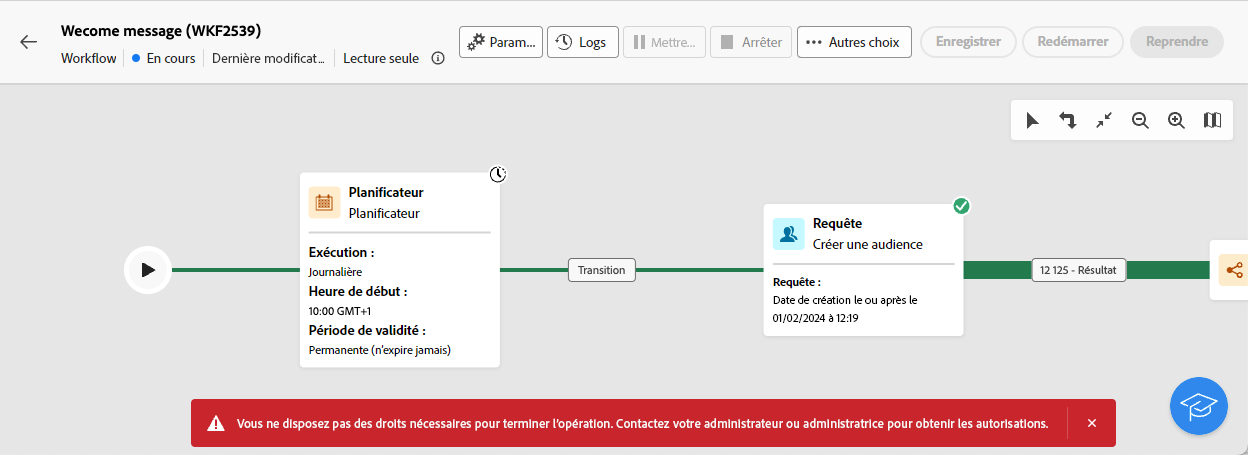 Wecome message (WKF2539)
Workflow En cours Dernière modificat... Lecture seule
Param... Logs Mettre... Arrêter Autres choix Enregistrer Redémarrer Reprendre
Planificateur
Planificateur
Exécution :
Journalière
Heure de début :
10:00 GMT+1
Période de validité :
Permanente (n'expire jamais)
Transition
Requête
Créer une audience
Requête :
Date de création le ou après le
01/02/2024 à 12:19
12 125 - Résultat
Vous ne disposez pas des droits nécessaires pour terminer l'opération. Contactez votre administrateur ou administratrice pour obtenir les autorisations.